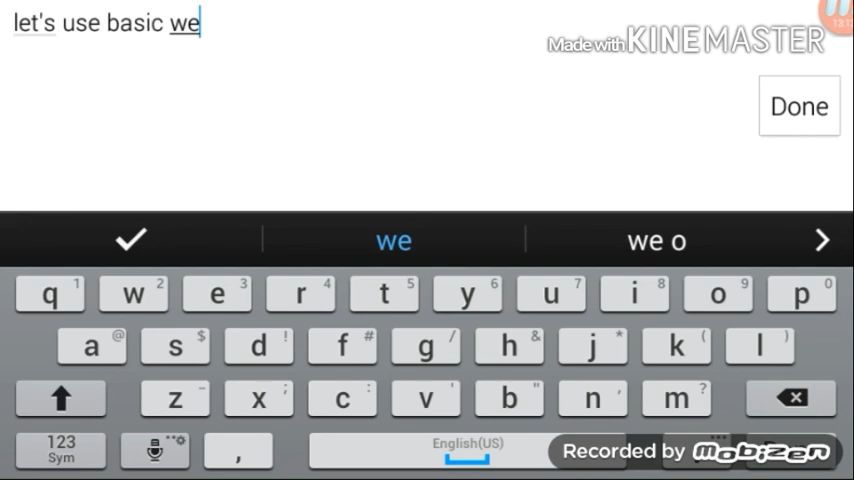 let's use basic we
Made with KINEMASTER
Done
we we o
q 1 w 2 e 3 r 4 t 5 y 6 u 7 i 8 o 9 p 0
a @ s $ d ! f # g / h & j * k ( l )
z - x ; c : v ' b " n , m ?
123 Sym , English(US)
Recorded by mobizen